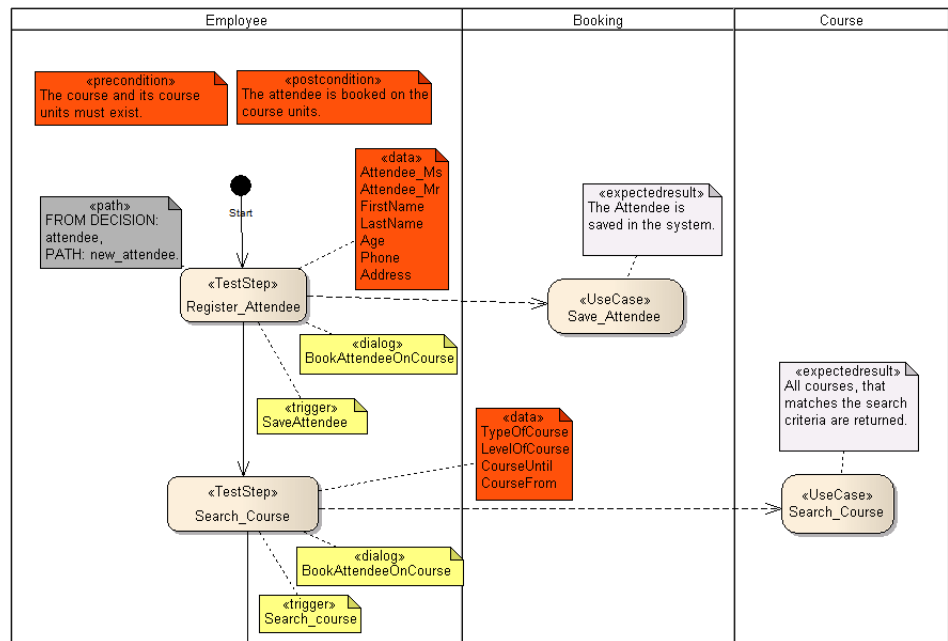 Employee
Booking
Course
«precondition»
The course and its course
units must exist.
«postcondition»
The attendee is booked on the
course units.
«data»
Attendee_Ms
Attendee_Mr
FirstName
LastName
Age
Phone
Address
«expectedresult»
The Attendee is
saved in the system.
«path»
FROM DECISION:
attendee,
PATH: new_attendee.
Start
«TestStep»
Register_Attendee
«UseCase»
Save_Attendee
«dialog»
BookAttendeeOnCourse
«trigger»
SaveAttendee
«expectedresult»
All courses, that
matches the search
criteria are returned.
«data»
TypeOfCourse
LevelOfCourse
CourseUntil
CourseFrom
«TestStep»
Search_Course
«UseCase»
Search_Course
«dialog»
BookAttendeeOnCourse
«trigger»
Search_course